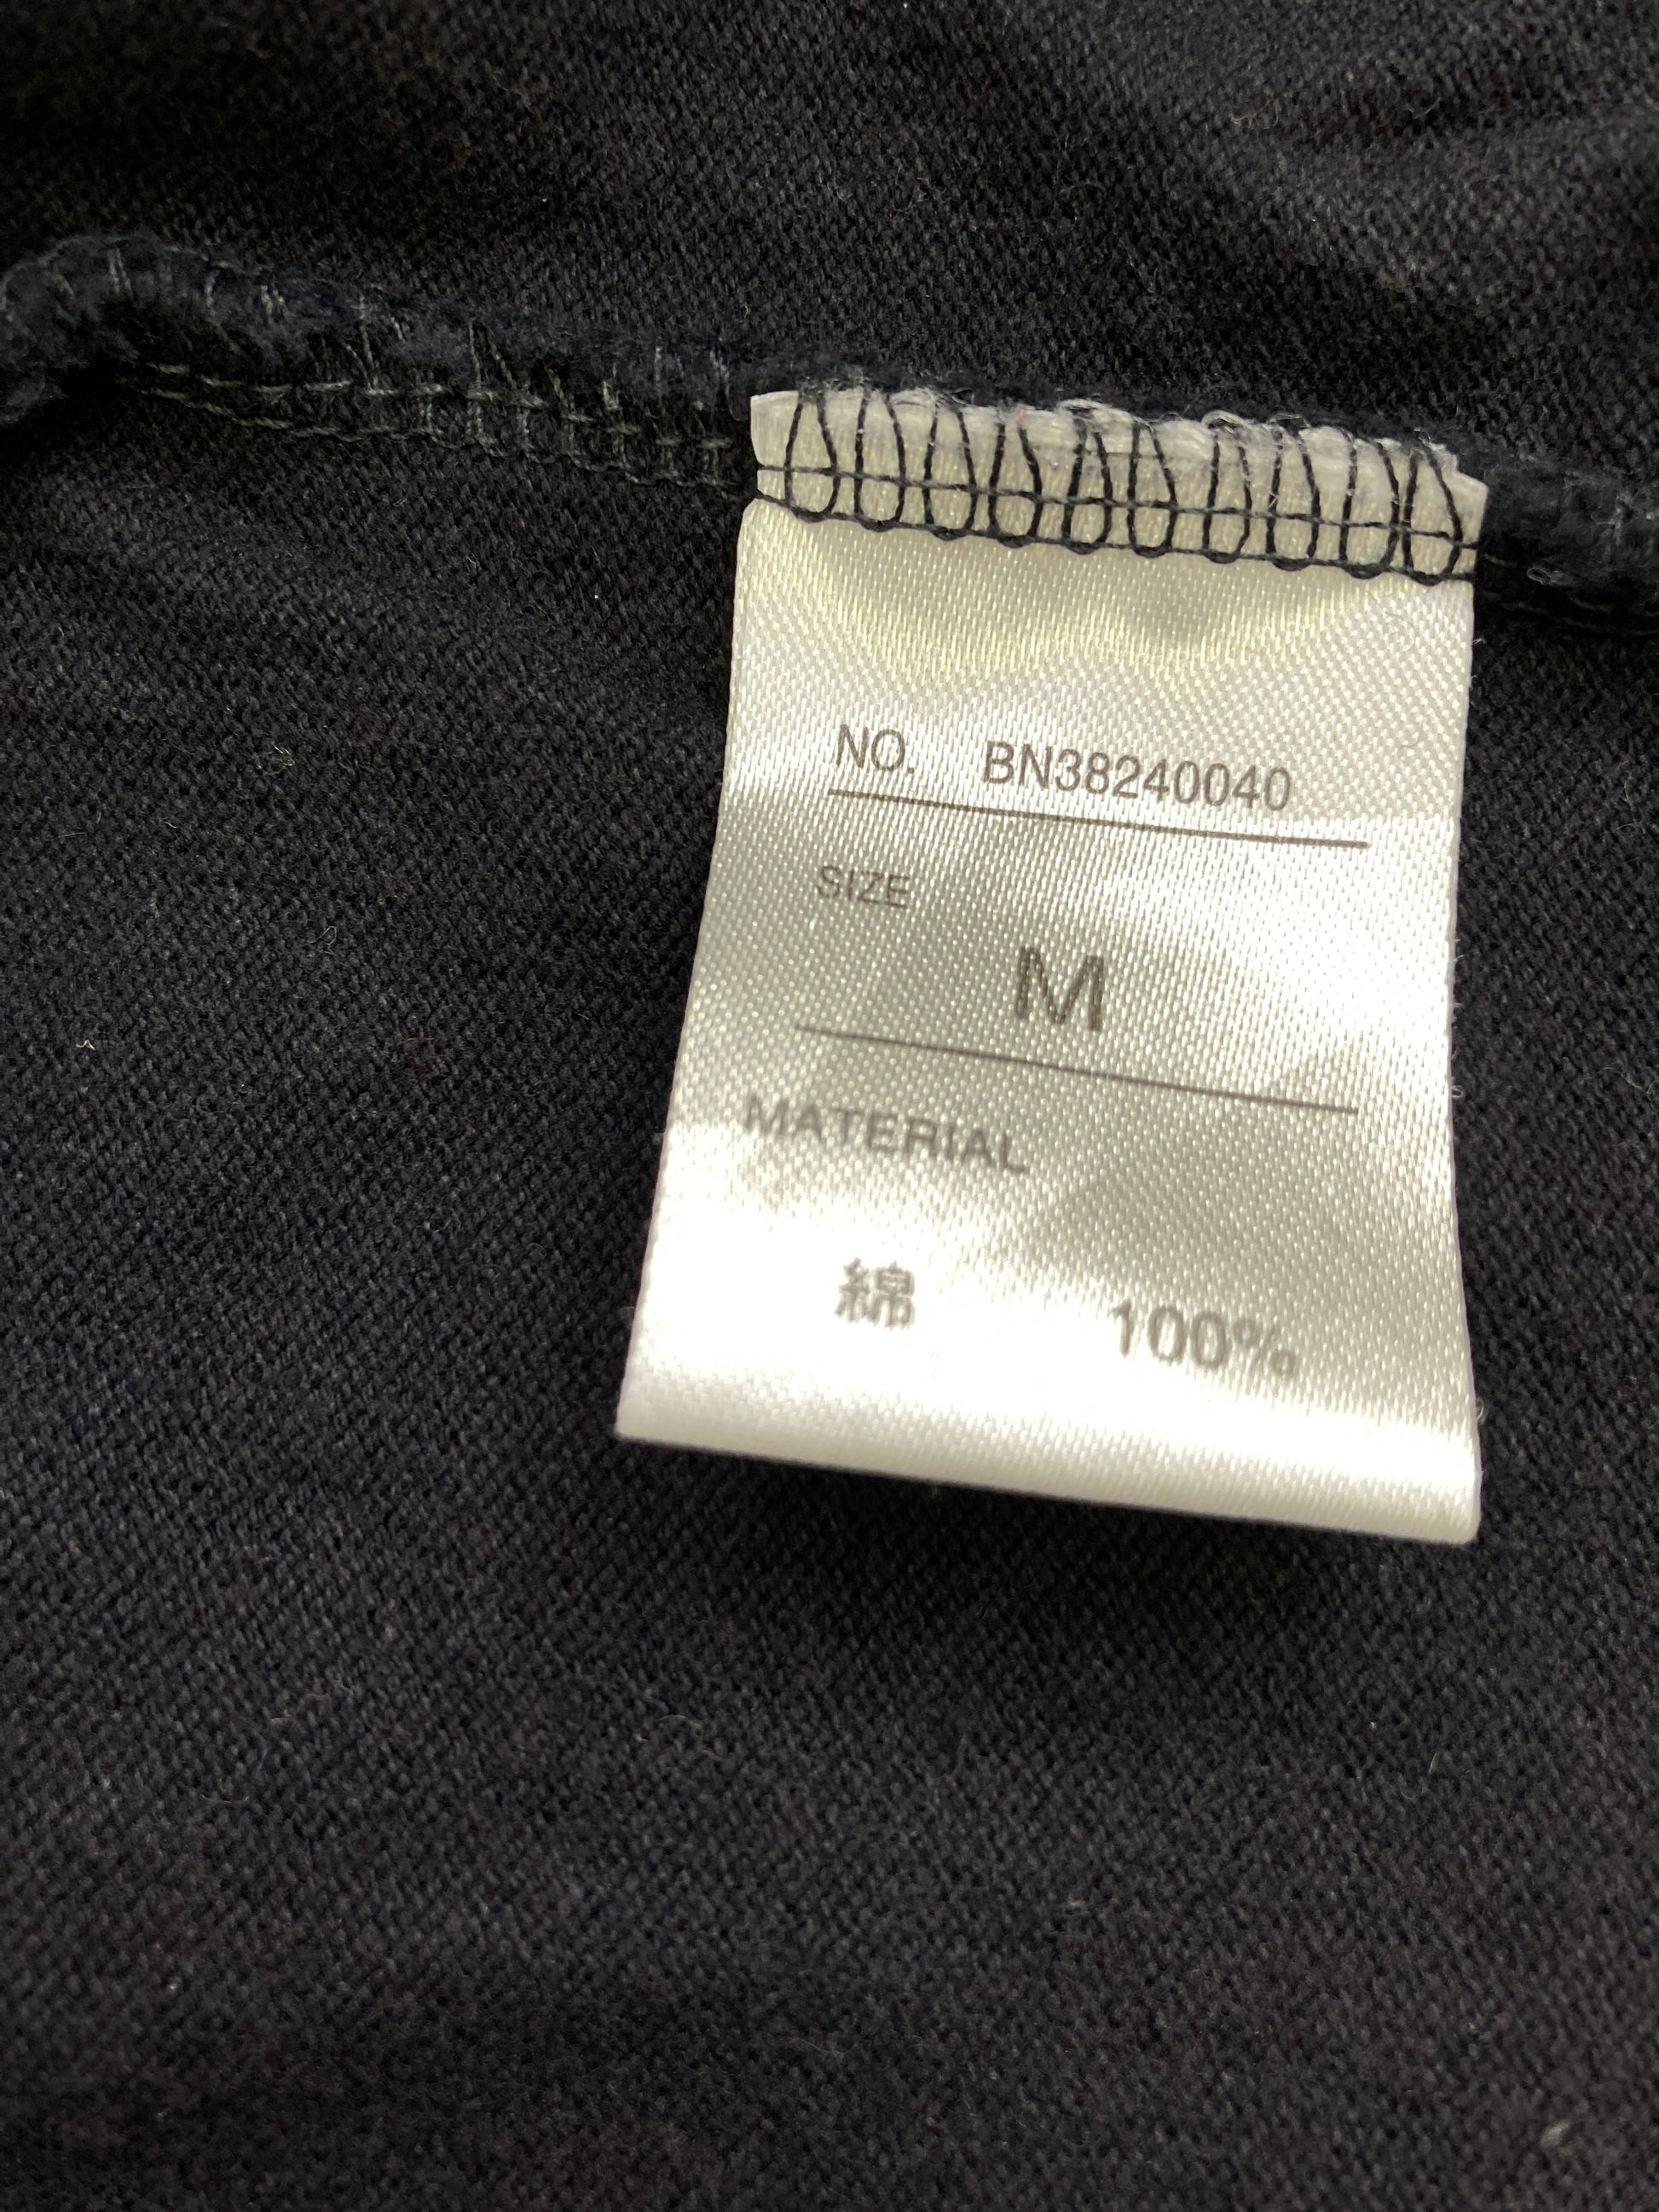 NO. BN38240040
SIZE
M
MATERIAL
綿 100%